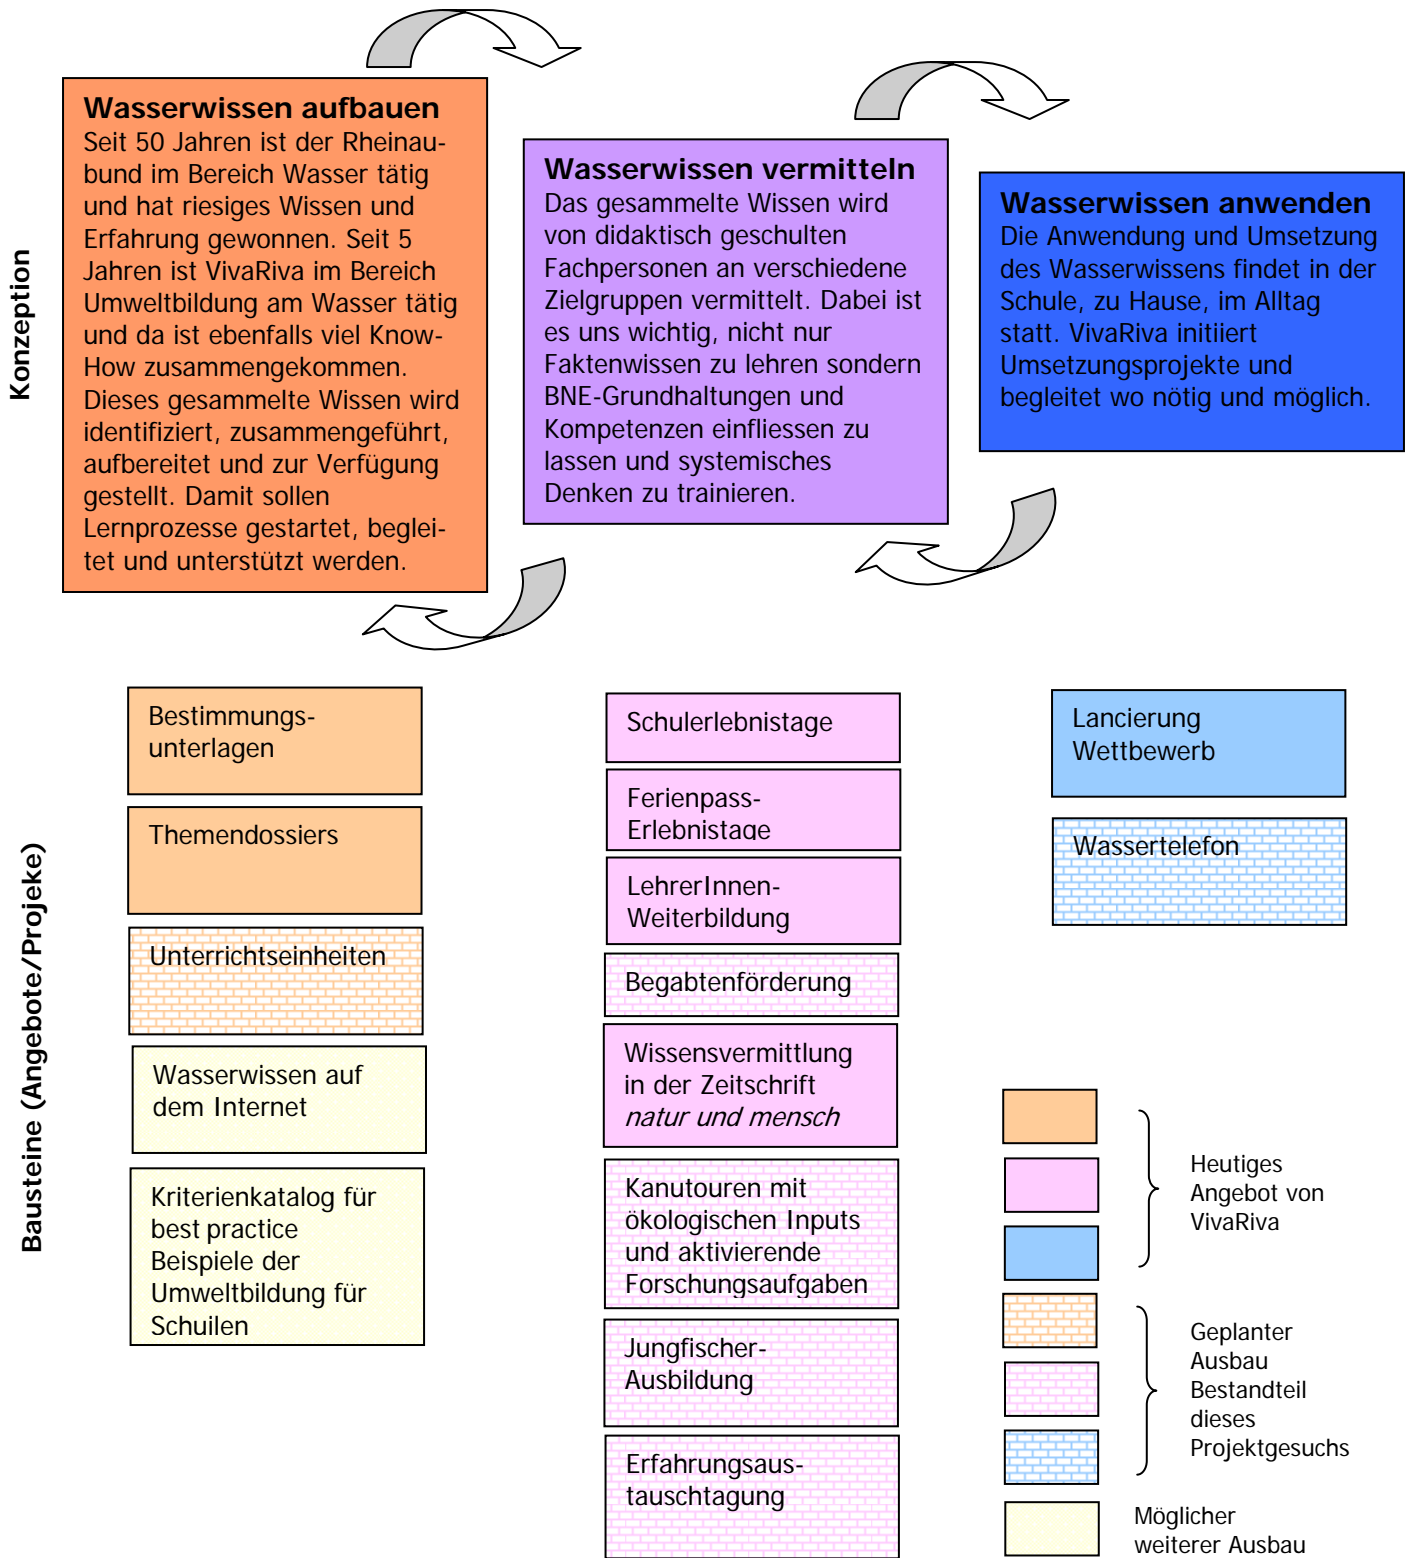 Konzeption
Wasserwissen aufbauen
Seit 50 Jahren ist der Rheinau-
bund im Bereich Wasser tätig
und hat riesiges Wissen und
Erfahrung gewonnen. Seit 5
Jahren ist VivaRiva im Bereich
Umweltbildung am Wasser tätig
und da ist ebenfalls viel Know-
How zusammengekommen.
Dieses gesammelte Wissen wird
identifiziert, zusammengeführt,
aufbereitet und zur Verfügung
gestellt. Damit sollen
Lernprozesse gestartet, beglei-
tet und unterstützt werden.
Wasserwissen vermitteln
Das gesammelte Wissen wird
von didaktisch geschulten
Fachpersonen an verschiedene
Zielgruppen vermittelt. Dabei ist
es uns wichtig, nicht nur
Faktenwissen zu lehren sondern
BNE-Grundhaltungen und
Kompetenzen einfliessen zu
lassen und systemisches
Denken zu trainieren.
Wasserwissen anwenden
Die Anwendung und Umsetzung
des Wasserwissens findet in der
Schule, zu Hause, im Alltag
statt. VivaRiva initiiert
Umsetzungsprojekte und
begleitet wo nötig und möglich.
Bausteine (Angebote/Projeke)
Bestimmungs-
unterlagen
Themendossiers
Unterrichtseinheiten
Wasserwissen auf
dem Internet
Kriterienkatalog für
best practice
Beispiele der
Umweltbildung für
Schuilen
Schulerlebnistage
Ferienpass-
Erlebnistage
LehrerInnen-
Weiterbildung
Begabtenförderung
Wissensvermittlung
in der Zeitschrift
natur und mensch
Kanutouren mit
ökologischen Inputs
und aktivierende
Forschungsaufgaben
Jungfischer-
Ausbildung
Erfahrungsaus-
tauschtagung
Lancierung
Wettbewerb
Wassertelefon
Heutiges
Angebot von
VivaRiva
Geplanter
Ausbau
Bestandteil
dieses
Projektgesuchs
Möglicher
weiterer Ausbau